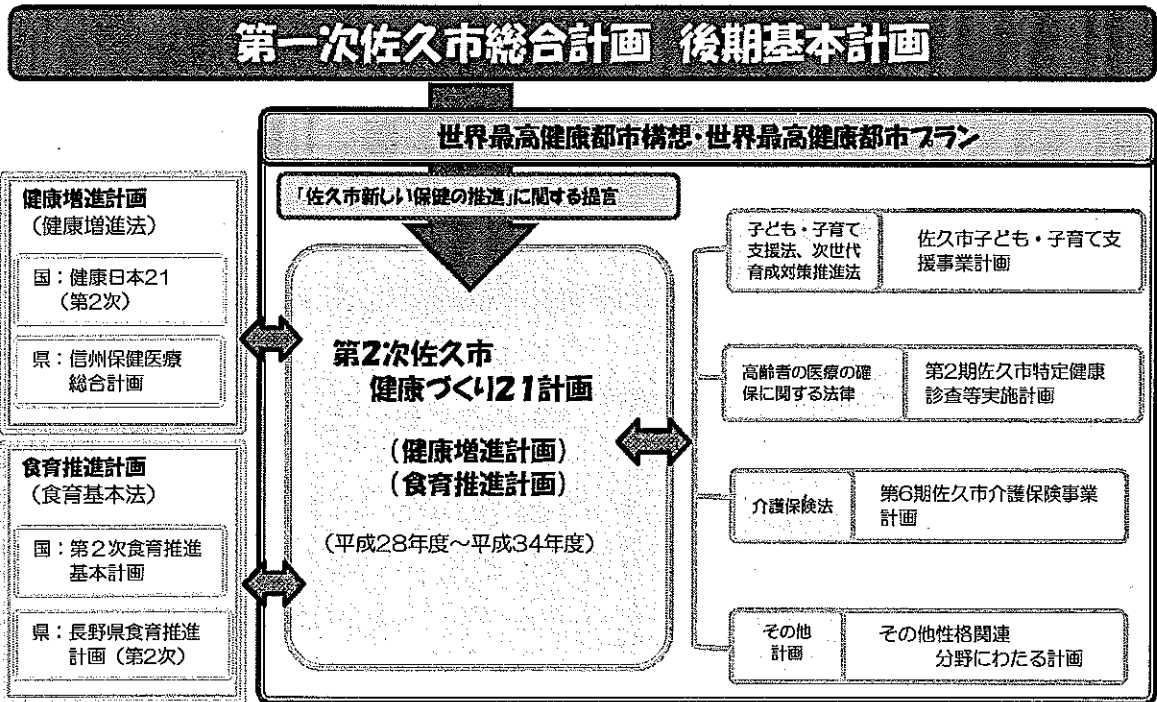 第一次佐久市総合計画 後期基本計画
世界最高健康都市構想・世界最高健康都市プラン
「佐久市新しい保健の推進」に関する提言
健康増進計画
(健康増進法)
国：健康日本21
(第2次)
県：信州保健医療
総合計画
食育推進計画
(食育基本法)
国：第2次食育推進
基本計画
県：長野県食育推進
計画（第2次）
第2次佐久市
健康づくり21計画
(健康増進計画)
(食育推進計画)
(平成28年度～平成34年度)
子ども・子育て
支援法、次世代
育成対策推進法
佐久市子ども・子育て支
援事業計画
高齢者の医療の確
保に関する法律
第2期佐久市特定健康
診査等実施計画
介護保険法
第6期佐久市介護保険事業
計画
その他
計画
その他性格関連
分野にわたる計画